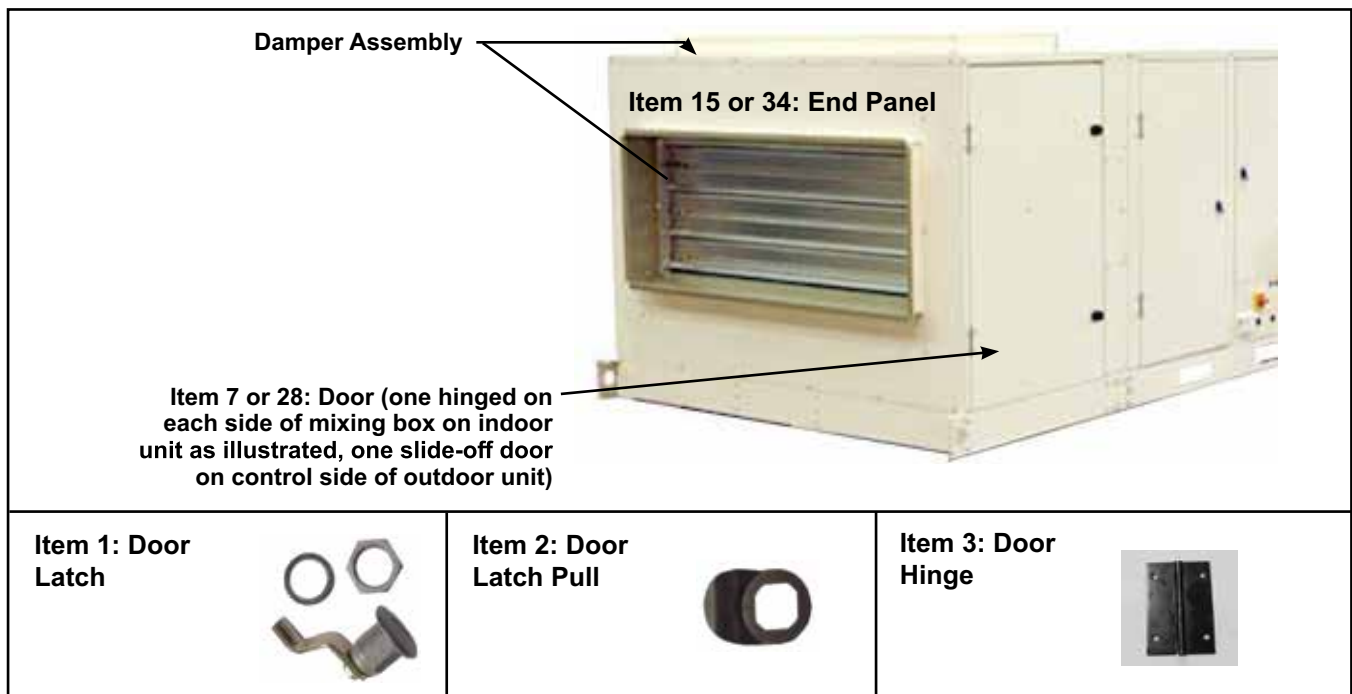 Damper Assembly
Item 15 or 34: End Panel
Item 7 or 28: Door (one hinged on
each side of mixing box on indoor
unit as illustrated, one slide-off door
on control side of outdoor unit)
Item 1: Door
Latch
Item 2: Door
Latch Pull
Item 3: Door
Hinge